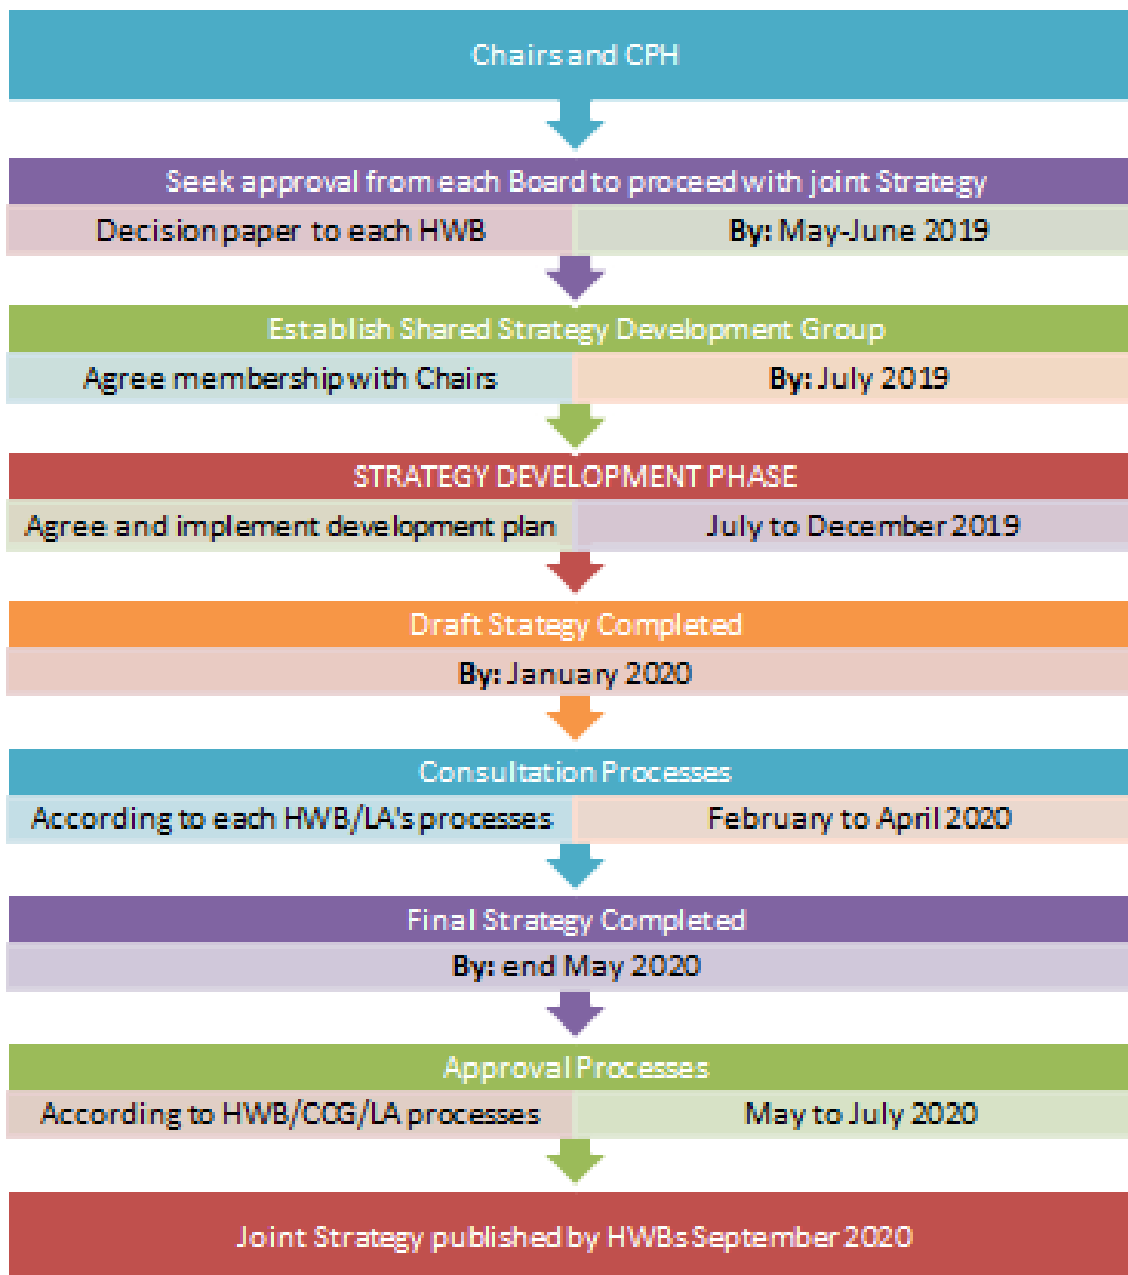 Chairs and CPH
Seek approval from each Board to proceed with joint Strategy
Decision paper to each HWB
By: May-June 2019
Establish Shared Strategy Development Group
Agree membership with Chairs
By: July 2019
STRATEGY DEVELOPMENT PHASE
Agree and implement development plan
July to December 2019
Draft Stategy Completed
By: January 2020
Consultation Processes
According to each HWB/LA's processes
February to April 2020
Final Strategy Completed
By: end May 2020
Approval Processes
According to HWB/CCG/LA processes
May to July 2020
Joint Strategy published by HWBs September 2020